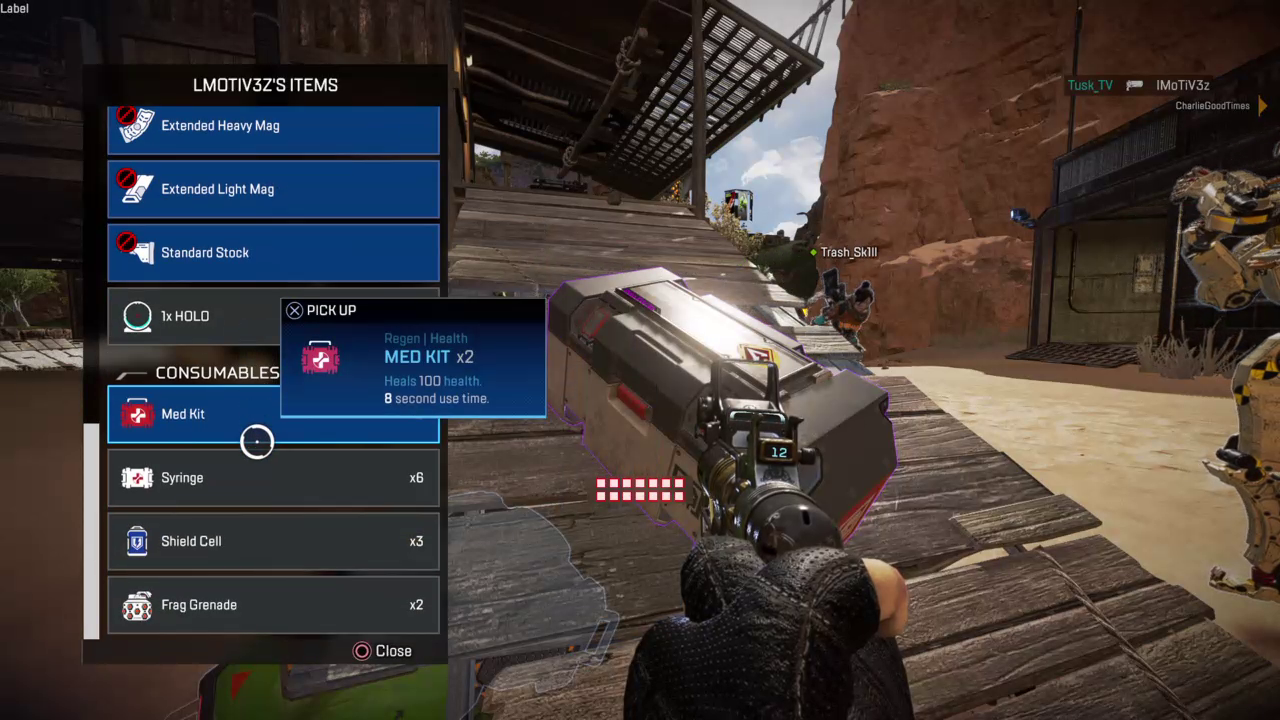 Label
LMOTIV3Z'S ITEMS
Tusk_TV lMoTiV3z
CharlieGoodTimes
Extended Heavy Mag
Extended Light Mag
Standard Stock
Trash_Sk1ll
1x HOLO
PICK UP
Regen | Health
MED KIT x2
Heals 100 health.
8 second use time.
CONSUMABLES
Med Kit
12
Syringe x6
Shield Cell x3
Frag Grenade x2
Close